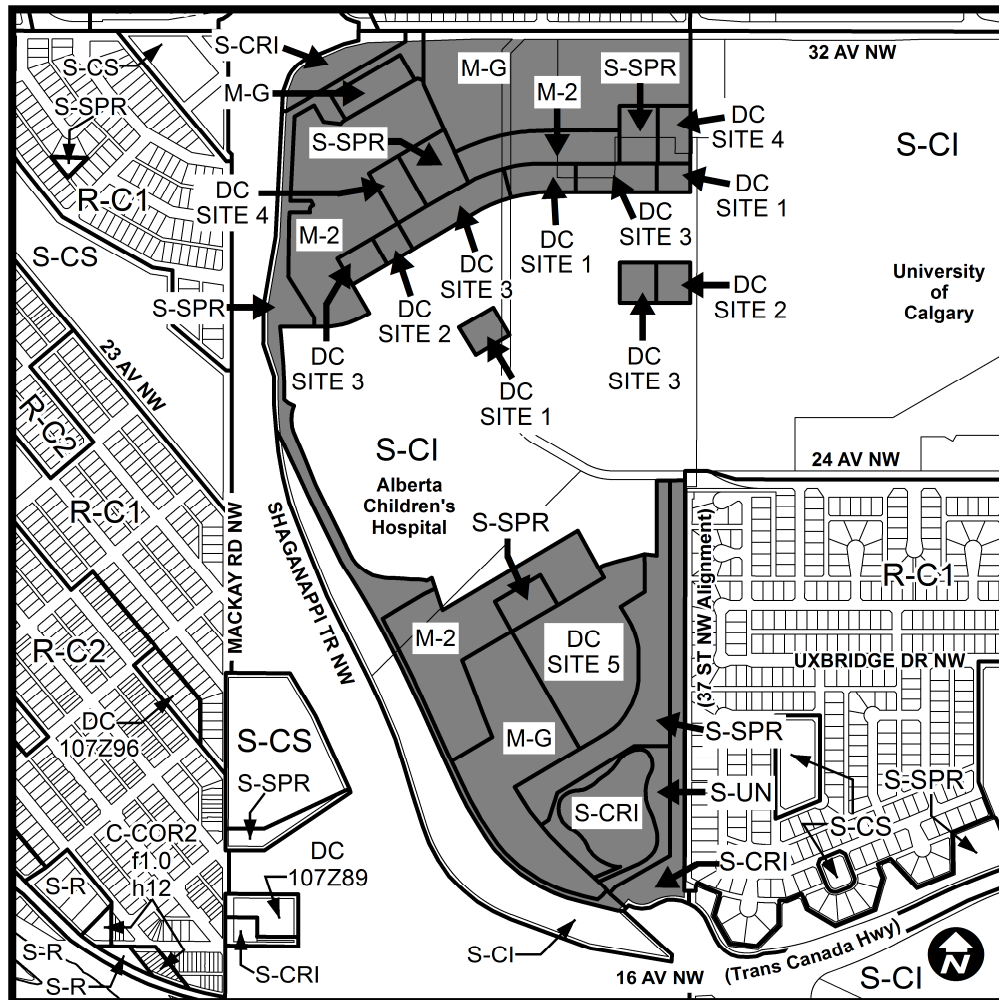 S-CRI
32 AV NW
S-CS
M-G
S-SPR
M-G
M-2
S-SPR
DC
SITE 4
S-CI
S-SPR
R-C1
DC
SITE 4
DC
SITE 1
M-2
DC
SITE 3
DC
SITE 1
S-CS
DC
SITE 3
S-SPR
DC
SITE 2
University
of
Calgary
DC
SITE 2
DC
SITE 3
DC
SITE 3
23 AV NW
DC
SITE 1
R-C2
S-CI
Alberta
Children's
Hospital
24 AV NW
R-C1
MACKAY RD NW
SHAGANAPPI TR NW
S-SPR
(37 ST NW Alignment)
R-C1
M-2
DC
SITE 5
R-C2
UXBRIDGE DR NW
DC
107Z96
S-CS
M-G
S-SPR
S-SPR
S-UN
S-SPR
S-CRI
S-CS
C-COR2
f1.0
h12
DC
107Z89
S-CRI
S-R
S-R
S-CI
S-CRI
S-R
16 AV NW
(Trans Canada Hwy)
S-CI
N